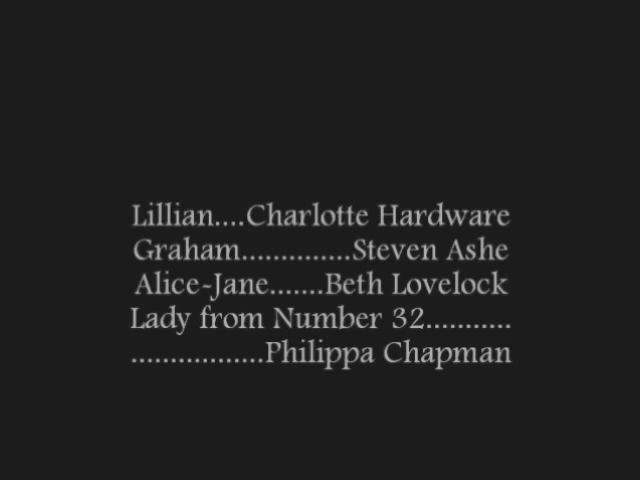 Lillian....Charlotte Hardware
Graham..............Steven Ashe
Alice-Jane.......Beth Lovelock
Lady from Number 32...........
.................Philippa Chapman